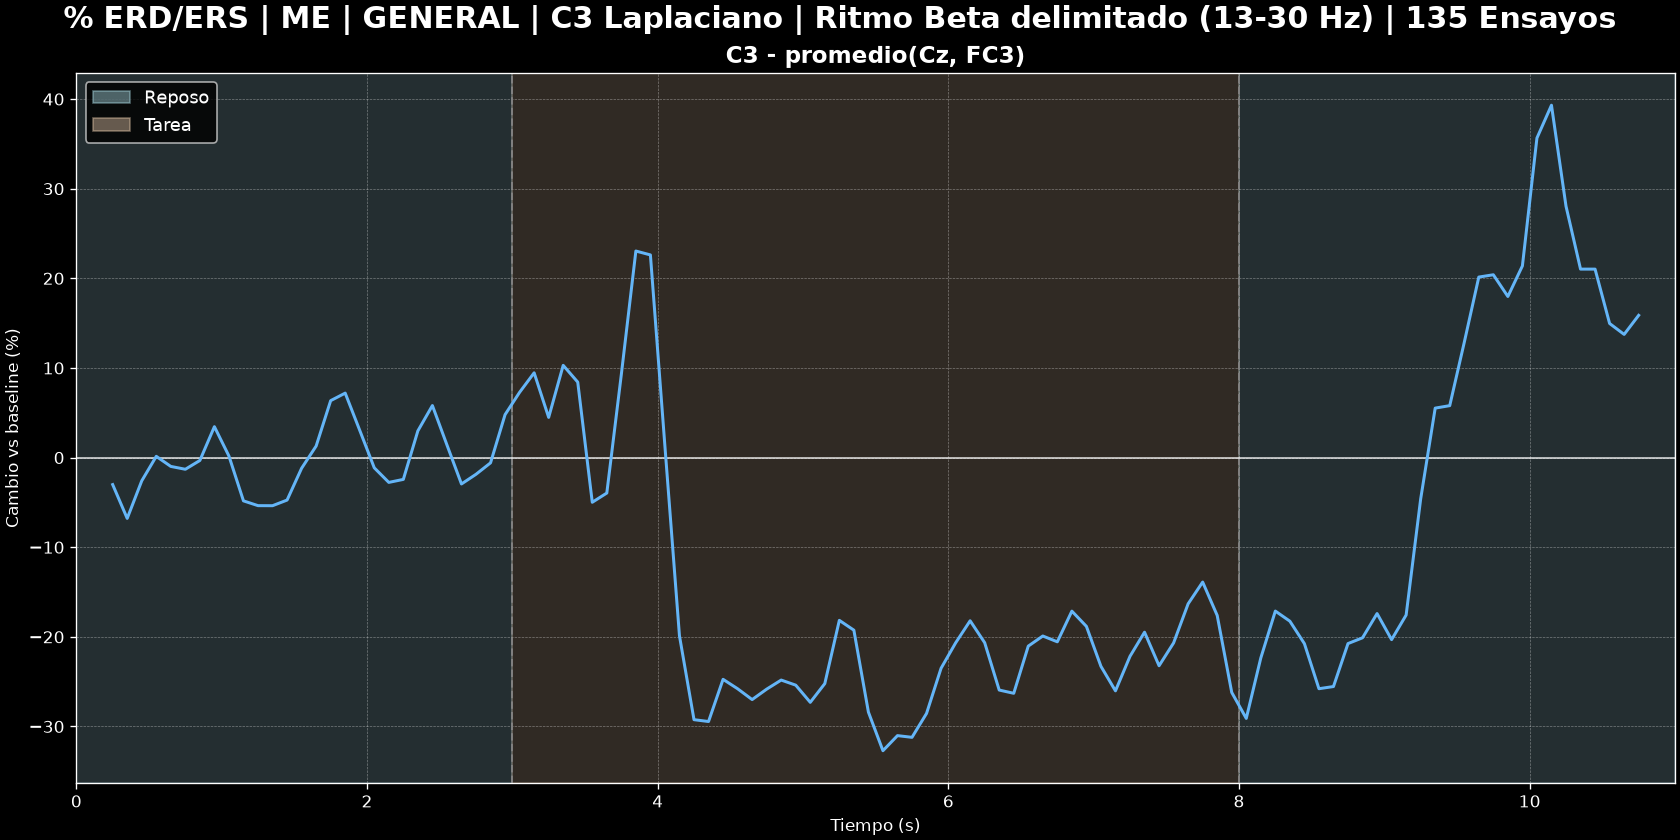 % ERD/ERS | ME | GENERAL | C3 Laplaciano | Ritmo Beta delimitado (13-30 Hz) | 135 Ensayos
C3 - promedio(Cz, FC3)
Reposo
Tarea
Cambio vs baseline (%)
40
30
20
10
0
−10
−20
−30
0
2
4
6
8
10
Tiempo (s)